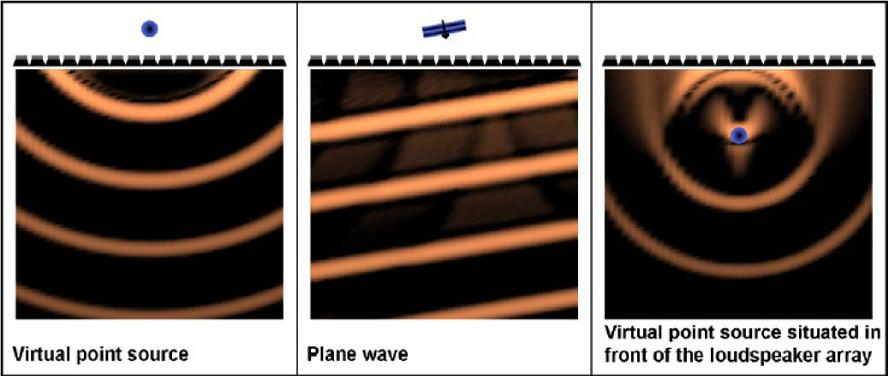 Virtual point source
Plane wave
Virtual point source situated in
front of the loudspeaker array